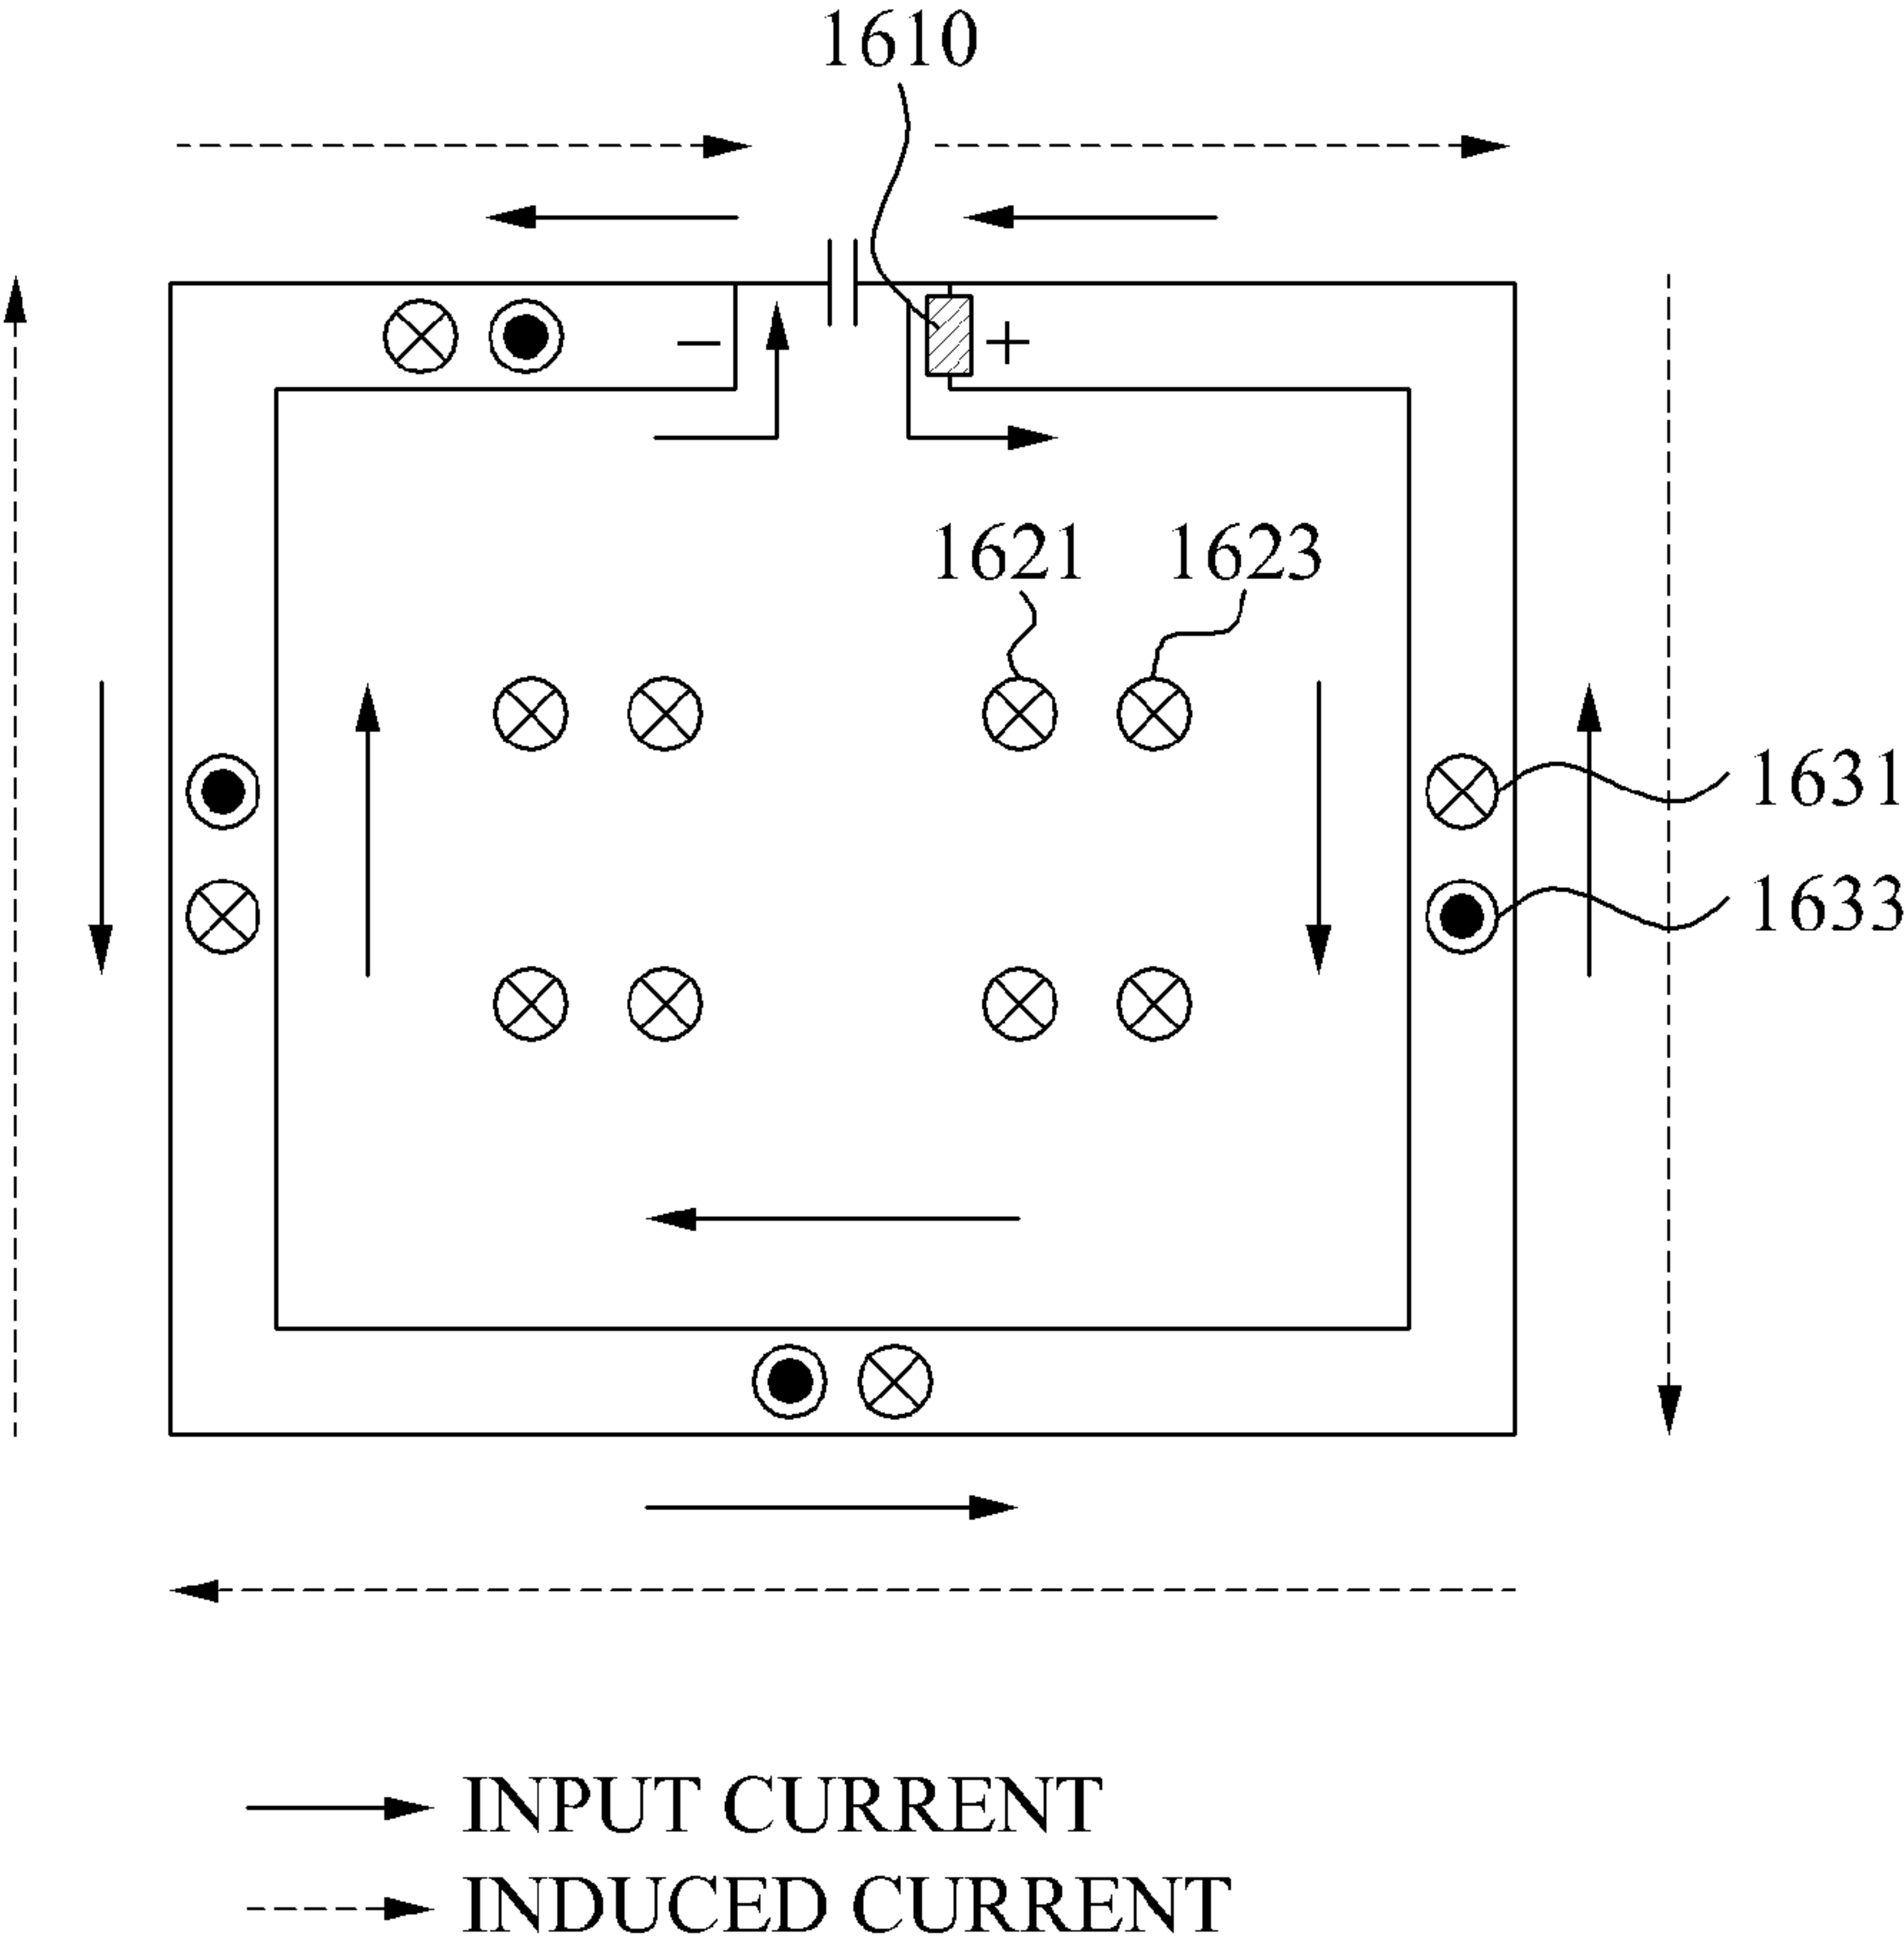 1610
− +
1621 1623
1631
1633
INPUT CURRENT
INDUCED CURRENT